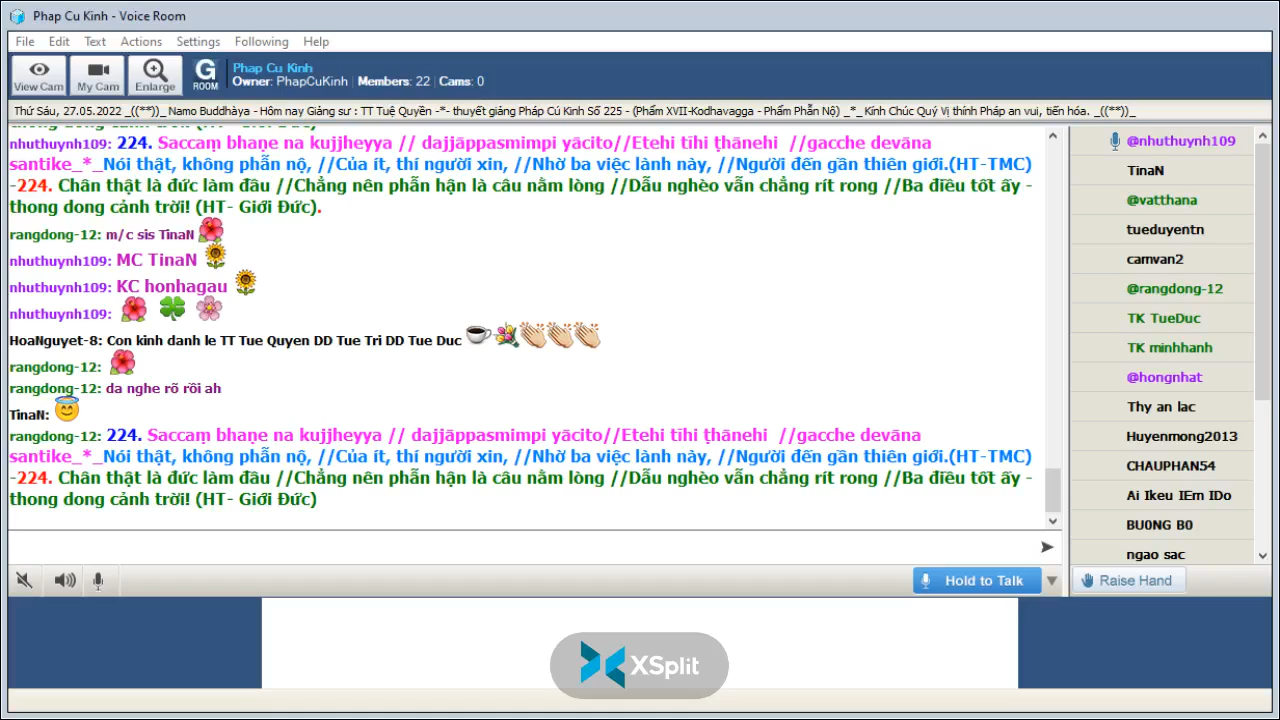 Phap Cu Kinh - Voice Room
File Edit Text Actions Settings Following Help
View Cam My Cam Enlarge G ROOM
Phap Cu Kinh
Owner: PhapCuKinh | Members: 22 | Cams: 0
Thứ Sáu, 27.05.2022 _((**))_ Namo Buddhàya - Hôm nay Giảng sư : TT Tuệ Quyền -*- thuyết giảng Pháp Cú Kinh Số 225 - (Phẩm XVII-Kodhavagga - Phẩm Phẫn Nộ) _*_ Kính Chúc Quý Vị thính Pháp an vui, tiến hóa. _((**))_
thong dong cảnh trời! (HT- Giới Đức).
nhuthuynh109: 224. Saccaṃ bhaṇe na kujjheyya // dajjāppasmimpi yācito//Etehi tīhi ṭhānehi //gacche devāna
santike_*_Nói thật, không phẫn nộ, //Của ít, thí người xin, //Nhờ ba việc lành này, //Người đến gần thiên giới.(HT-TMC)
-224. Chân thật là đức làm đầu //Chẳng nên phẫn hận là câu nằm lòng //Dẫu nghèo vẫn chẳng rít rong //Ba điều tốt ấy -
thong dong cảnh trời! (HT- Giới Đức).
rangdong-12: m/c sis TinaN
nhuthuynh109: MC TinaN
nhuthuynh109: KC honhagau
nhuthuynh109:
HoaNguyet-8: Con kinh danh le TT Tue Quyen DD Tue Tri DD Tue Duc
rangdong-12:
rangdong-12: da nghe rõ rồi ah
TinaN:
rangdong-12: 224. Saccaṃ bhaṇe na kujjheyya // dajjāppasmimpi yācito//Etehi tīhi ṭhānehi //gacche devāna
santike_*_Nói thật, không phẫn nộ, //Của ít, thí người xin, //Nhờ ba việc lành này, //Người đến gần thiên giới.(HT-TMC)
-224. Chân thật là đức làm đầu //Chẳng nên phẫn hận là câu nằm lòng //Dẫu nghèo vẫn chẳng rít rong //Ba điều tốt ấy -
thong dong cảnh trời! (HT- Giới Đức)
@nhuthuynh109
TinaN
@vatthana
tueduyentn
camvan2
@rangdong-12
TK TueDuc
TK minhhanh
@hongnhat
Thy an lac
Huyenmong2013
CHAUPHAN54
Ai Ikeu IEm IDo
BU0NG B0
ngao sac
Hold to Talk
Raise Hand
XSplit